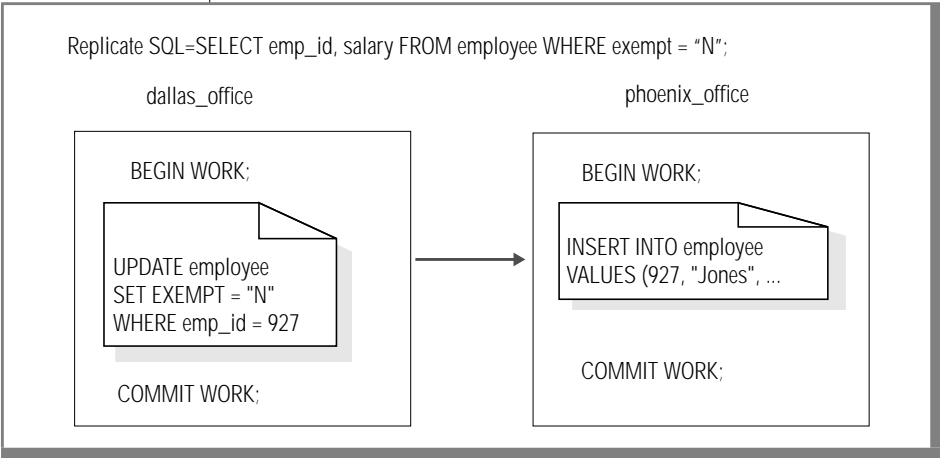 Replicate SQL=SELECT emp_id, salary FROM employee WHERE exempt = “N”;
dallas_office
phoenix_office
BEGIN WORK;
UPDATE employee
SET EXEMPT = "N"
WHERE emp_id = 927
COMMIT WORK;
BEGIN WORK;
INSERT INTO employee
VALUES (927, "Jones", ...
COMMIT WORK;